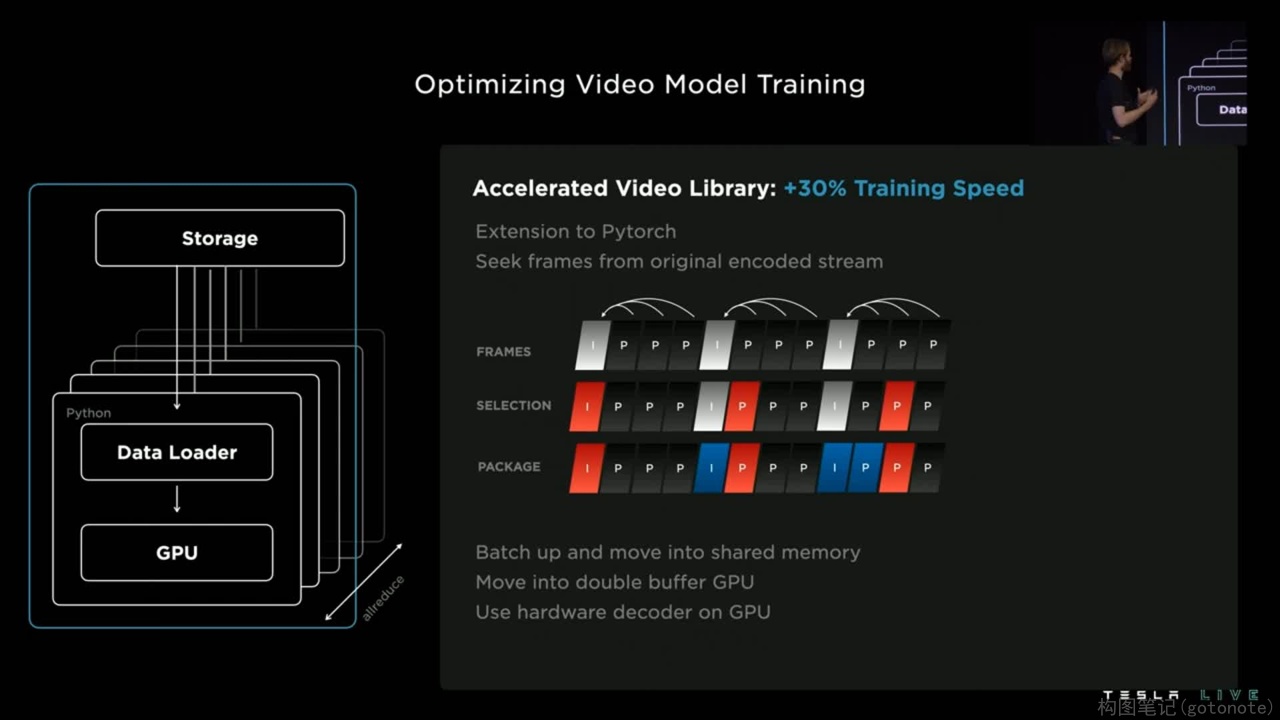 Optimizing Video Model Training
Python
Data
Storage
Python
Data Loader
GPU
allreduce
Accelerated Video Library: +30% Training Speed
Extension to Pytorch
Seek frames from original encoded stream
FRAMES I P P P I P P P I P P P
SELECTION I P P P I P P P I P P P
PACKAGE I P P P I P P P I P P P
Batch up and move into shared memory
Move into double buffer GPU
Use hardware decoder on GPU
TESLA LIVE
构图笔记(gotonote)